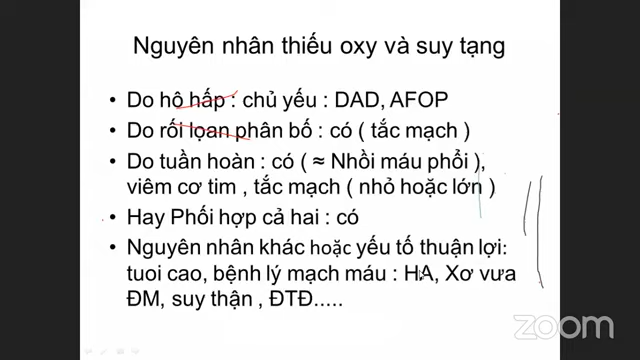 Nguyên nhân thiếu oxy và suy tạng
• Do hô hấp : chủ yếu : DAD, AFOP
• Do rối lọan phân bố : có ( tắc mạch )
• Do tuần hoàn : có ( ≈ Nhồi máu phổi ),
viêm cơ tim , tắc mạch ( nhỏ hoặc lớn )
• Hay Phối hợp cả hai : có
• Nguyên nhân khác hoặc yếu tố thuận lợi:
tuoi cao, bệnh lý mạch máu : HA, Xơ vưa
ĐM, suy thận , ĐTĐ.....
zoom